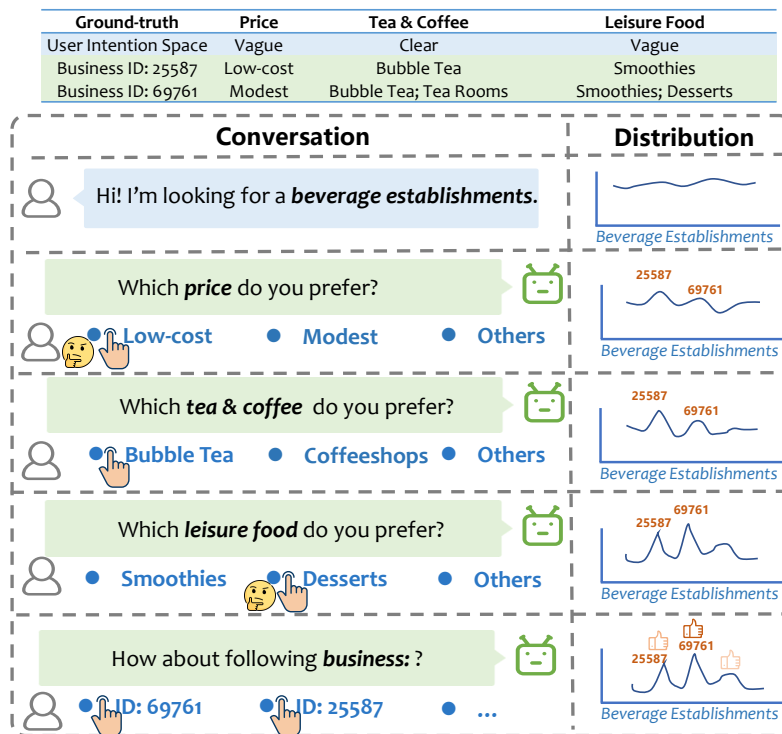 Ground-truth Price Tea & Coffee Leisure Food
User Intention Space Vague Clear Vague
Business ID: 25587 Low-cost Bubble Tea Smoothies
Business ID: 69761 Modest Bubble Tea; Tea Rooms Smoothies; Desserts
Conversation Distribution
Hi! I'm looking for a beverage establishments.
Beverage Establishments
Which price do you prefer?
Low-cost Modest Others
25587
69761
Beverage Establishments
Which tea & coffee do you prefer?
Bubble Tea Coffeeshops Others
25587
69761
Beverage Establishments
Which leisure food do you prefer?
Smoothies Desserts Others
69761
25587
Beverage Establishments
How about following business: ?
ID: 69761 ID: 25587 ...
69761
25587
Beverage Establishments